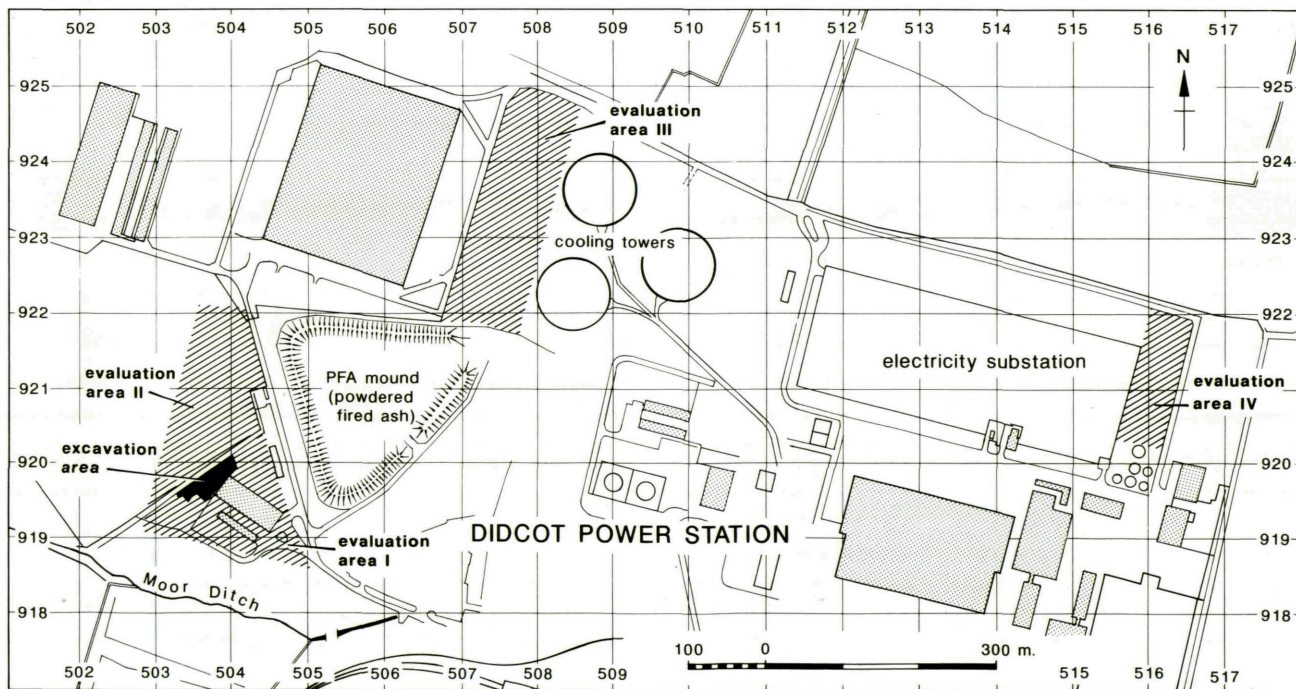 502 503 504 505 506 507 508 509 510 511 512 513 514 515 516 517
N
925 925
evaluation
area III
924 924
923 923
cooling towers
922 922
electricity substation
921 921
evaluation
area II
PFA mound
(powdered
fired ash)
evaluation
area IV
excavation
area
920 920
DIDCOT POWER STATION
919 919
evaluation
area I
Moor Ditch
918 918
100 0 300 m.
502 503 504 505 506 507 508 509 515 516 517